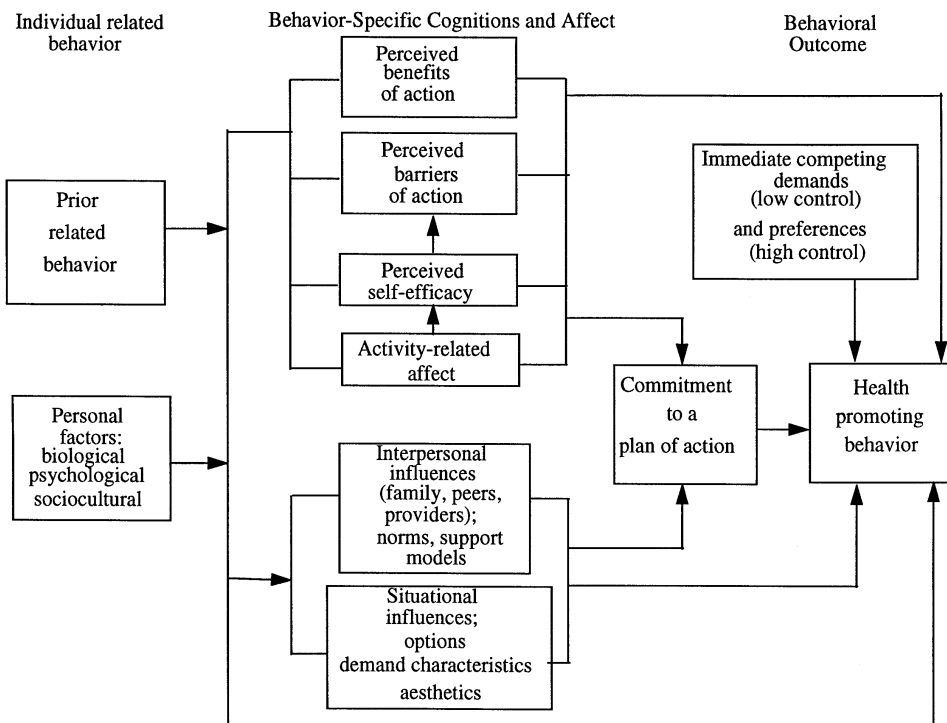 Individual related
behavior
Behavior-Specific Cognitions and Affect
Behavioral
Outcome
Prior
related
behavior
Personal
factors:
biological
psychological
sociocultural
Perceived
benefits
of action
Perceived
barriers
of action
Perceived
self-efficacy
Activity-related
affect
Interpersonal
influences
(family, peers,
providers);
norms, support
models
Situational
influences;
options
demand characteristics
aesthetics
Commitment
to a
plan of action
Immediate competing
demands
(low control)
and preferences
(high control)
Health
promoting
behavior